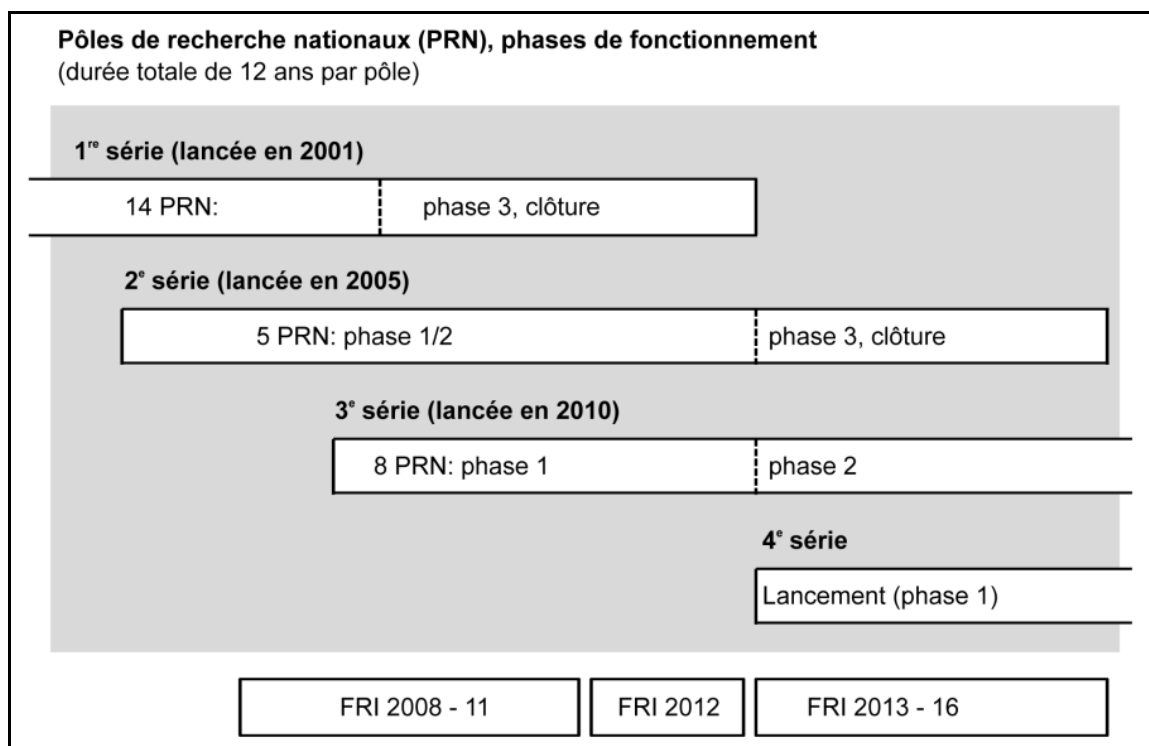 Pôles de recherche nationaux (PRN), phases de fonctionnement
(durée totale de 12 ans par pôle)
1re série (lancée en 2001)
14 PRN:
phase 3, clôture
2e série (lancée en 2005)
5 PRN: phase 1/2
phase 3, clôture
3e série (lancée en 2010)
8 PRN: phase 1
phase 2
4e série
Lancement (phase 1)
FRI 2008 - 11
FRI 2012
FRI 2013 - 16